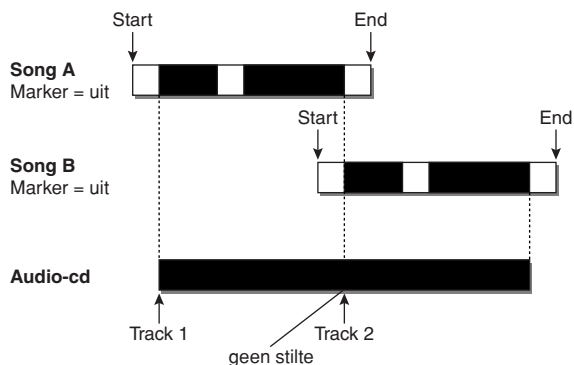 Start End
Song A
Marker = uit
Start End
Song B
Marker = uit
Audio-cd
Track 1 Track 2
geen stilte